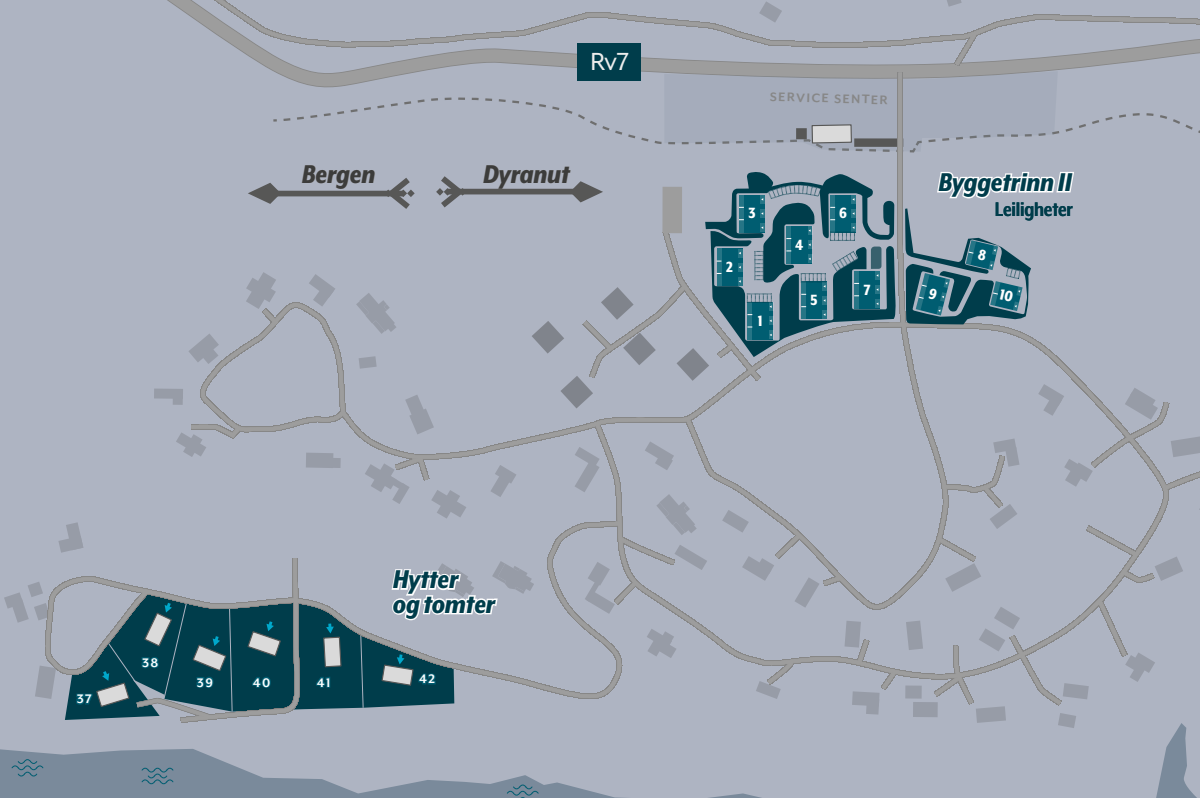 Rv7
SERVICE SENTER
Bergen
Dyranut
Byggetrinn II
Leiligheter
3
6
4
2
8
7
9
10
5
1
Hytter
og tomter
38
39
40
41
42
37